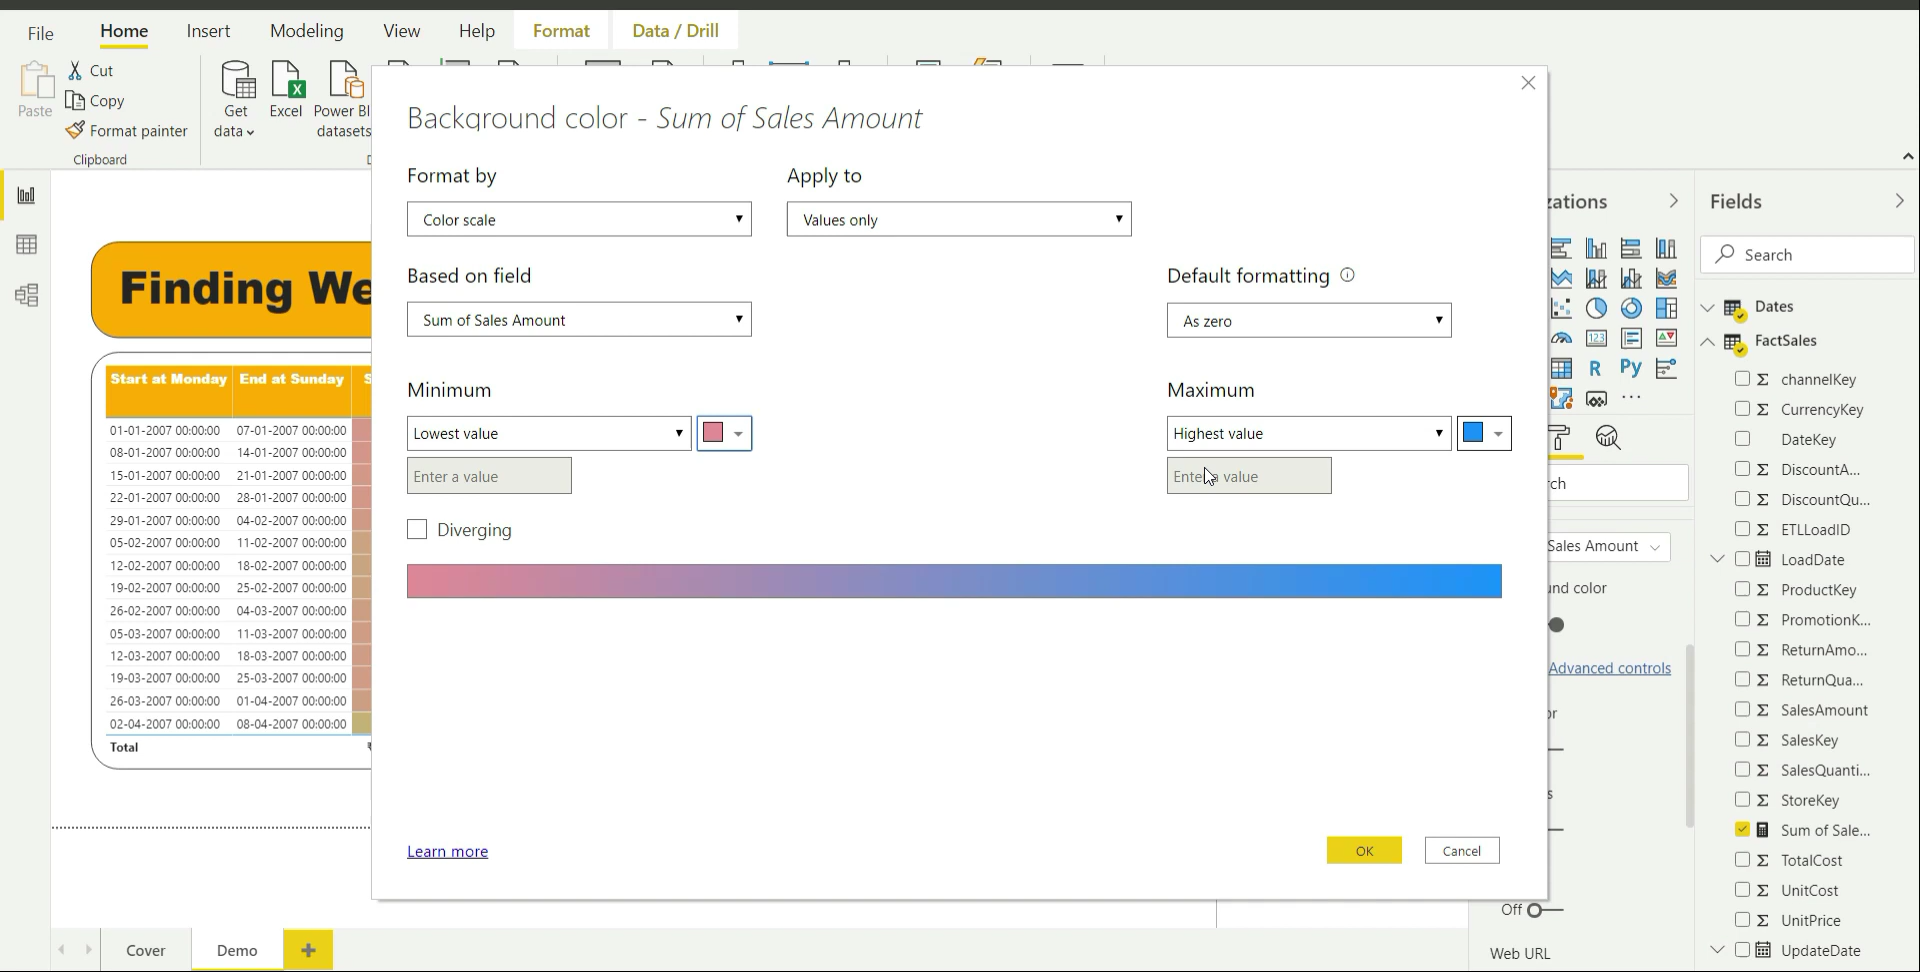 File Home Insert Modeling View Help Format Data / Drill
Paste
Cut
Copy
Format painter
Clipboard
Get data
Excel
Power BI datasets
Background color - Sum of Sales Amount
Format by
Apply to
Color scale
Values only
Based on field
Default formatting
Sum of Sales Amount
As zero
Minimum
Maximum
Lowest value
Highest value
Enter a value
Enter a value
Diverging
Learn more
OK
Cancel
Finding We
Start at Monday End at Sunday S
01-01-2007 00:00:00 07-01-2007 00:00:00
08-01-2007 00:00:00 14-01-2007 00:00:00
15-01-2007 00:00:00 21-01-2007 00:00:00
22-01-2007 00:00:00 28-01-2007 00:00:00
29-01-2007 00:00:00 04-02-2007 00:00:00
05-02-2007 00:00:00 11-02-2007 00:00:00
12-02-2007 00:00:00 18-02-2007 00:00:00
19-02-2007 00:00:00 25-02-2007 00:00:00
26-02-2007 00:00:00 04-03-2007 00:00:00
05-03-2007 00:00:00 11-03-2007 00:00:00
12-03-2007 00:00:00 18-03-2007 00:00:00
19-03-2007 00:00:00 25-03-2007 00:00:00
26-03-2007 00:00:00 01-04-2007 00:00:00
02-04-2007 00:00:00 08-04-2007 00:00:00
Total
zations
123
R
Py
...
rch
Sales Amount
und color
Advanced controls
or
s
Off
Web URL
Fields
Search
Dates
FactSales
channelKey
CurrencyKey
DateKey
DiscountA...
DiscountQu...
ETLLoadID
LoadDate
ProductKey
PromotionK...
ReturnAmo...
ReturnQua...
SalesAmount
SalesKey
SalesQuanti...
StoreKey
Sum of Sale...
TotalCost
UnitCost
UnitPrice
UpdateDate
Cover
Demo